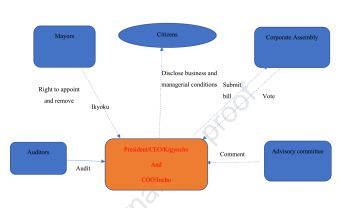 Mayors
Citizens
Corporate Assembly
Right to appoint
and remove
Ikyoku
Disclose business and
managerial conditions
Submit
bill
Vote
Auditors
Audit
President/CEO/Kigyocho
And
COO/Incho
Comment
Advisory committee